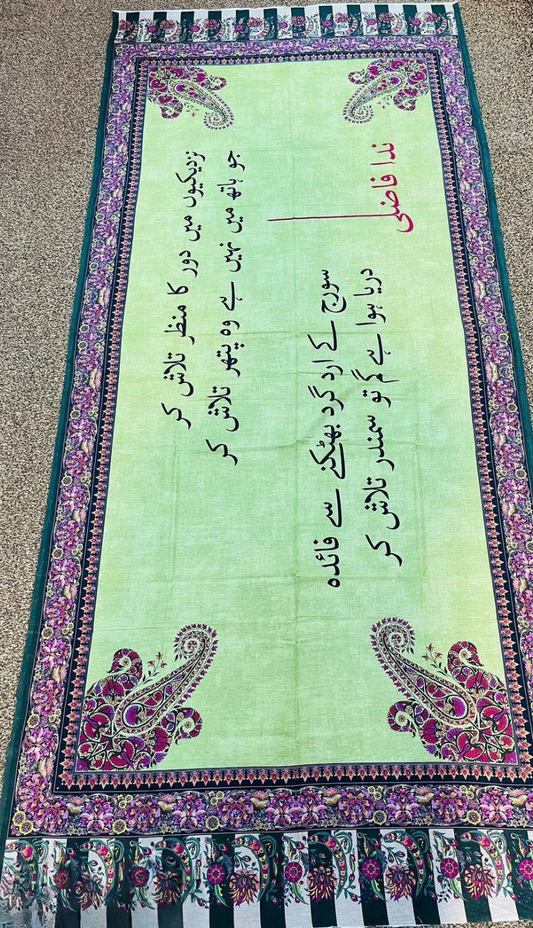 نزدیکیوں میں دور کا منظر تلاش کر
جو ہاتھ میں نہیں ہے وہ پتھر تلاش کر
سورج کے ارد گرد بھٹکنے سے فائدہ
دریا ہوا ہے گم تو سمندر تلاش کر
ندا فاضلی